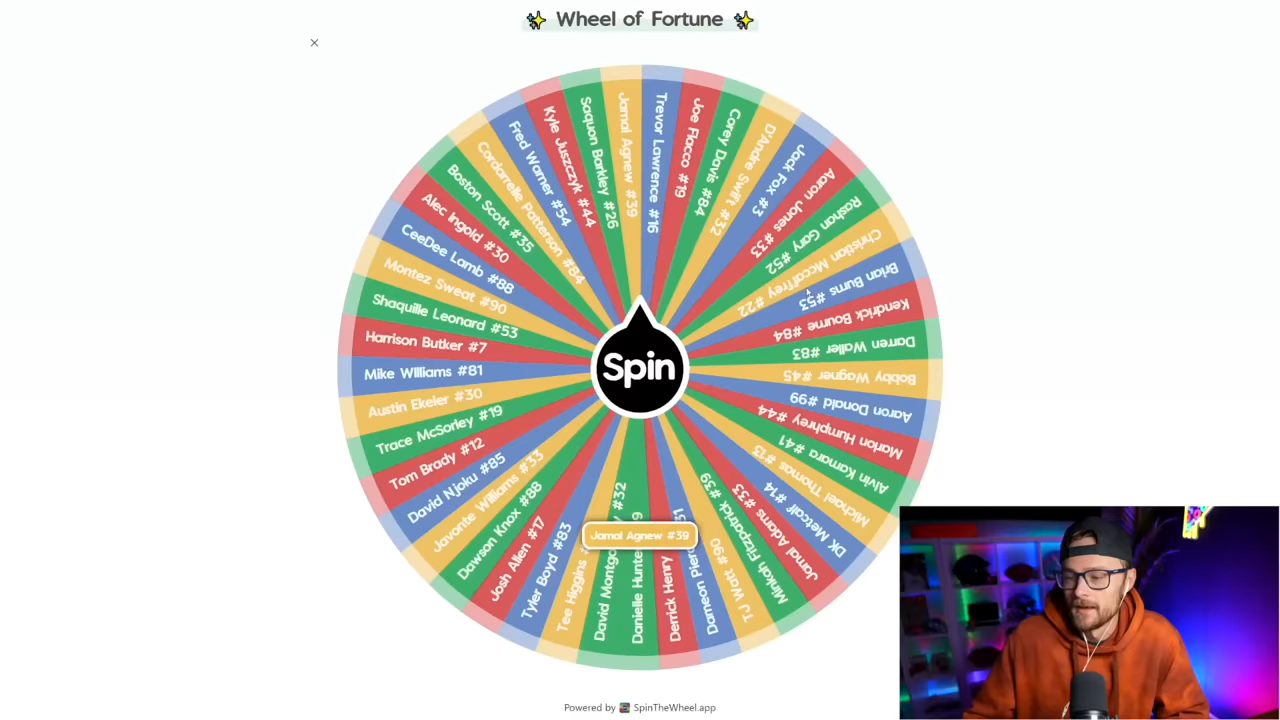 ✨ Wheel of Fortune ✨
Jamal Agnew #39
Trevor Lawrence #16
Joe Flacco #19
Corey Davis #84
D'Andre Swift #32
Jack Fox #3
Aaron Jones #33
Rashan Gary #52
Christian Mccaffrey #22
Brian Burns #53
Kendrick Bourne #84
Darren Waller #83
Bobby Wagner #45
Aaron Donald #99
Marlon Humphrey #44
Alvin Kamara #41
Michael Thomas #13
DK Metcalf #14
Jamal Adams #33
Minkah Fitzpatrick #39
TJ Watt #90
Dameon
Derrick Henry
Danielle
David
Tee Higgins
Tyler Boyd #83
Josh Allen #17
Dawson Knox #88
Javonte Williams #33
David Njoku #85
Tom Brady #12
Trace McSorley #19
Austin Ekeler #30
Mike Williams #81
Harrison Butker #7
Shaquille Leonard #53
Montez Sweat #90
CeeDee Lamb #88
Alec Ingold #30
Boston Scott #35
Cordarrelle Patterson #84
Fred Warner #54
Kyle Juszczyk #44
Saquon Barkley #26
Spin
Jamal Agnew #39
Powered by SpinTheWheel.app